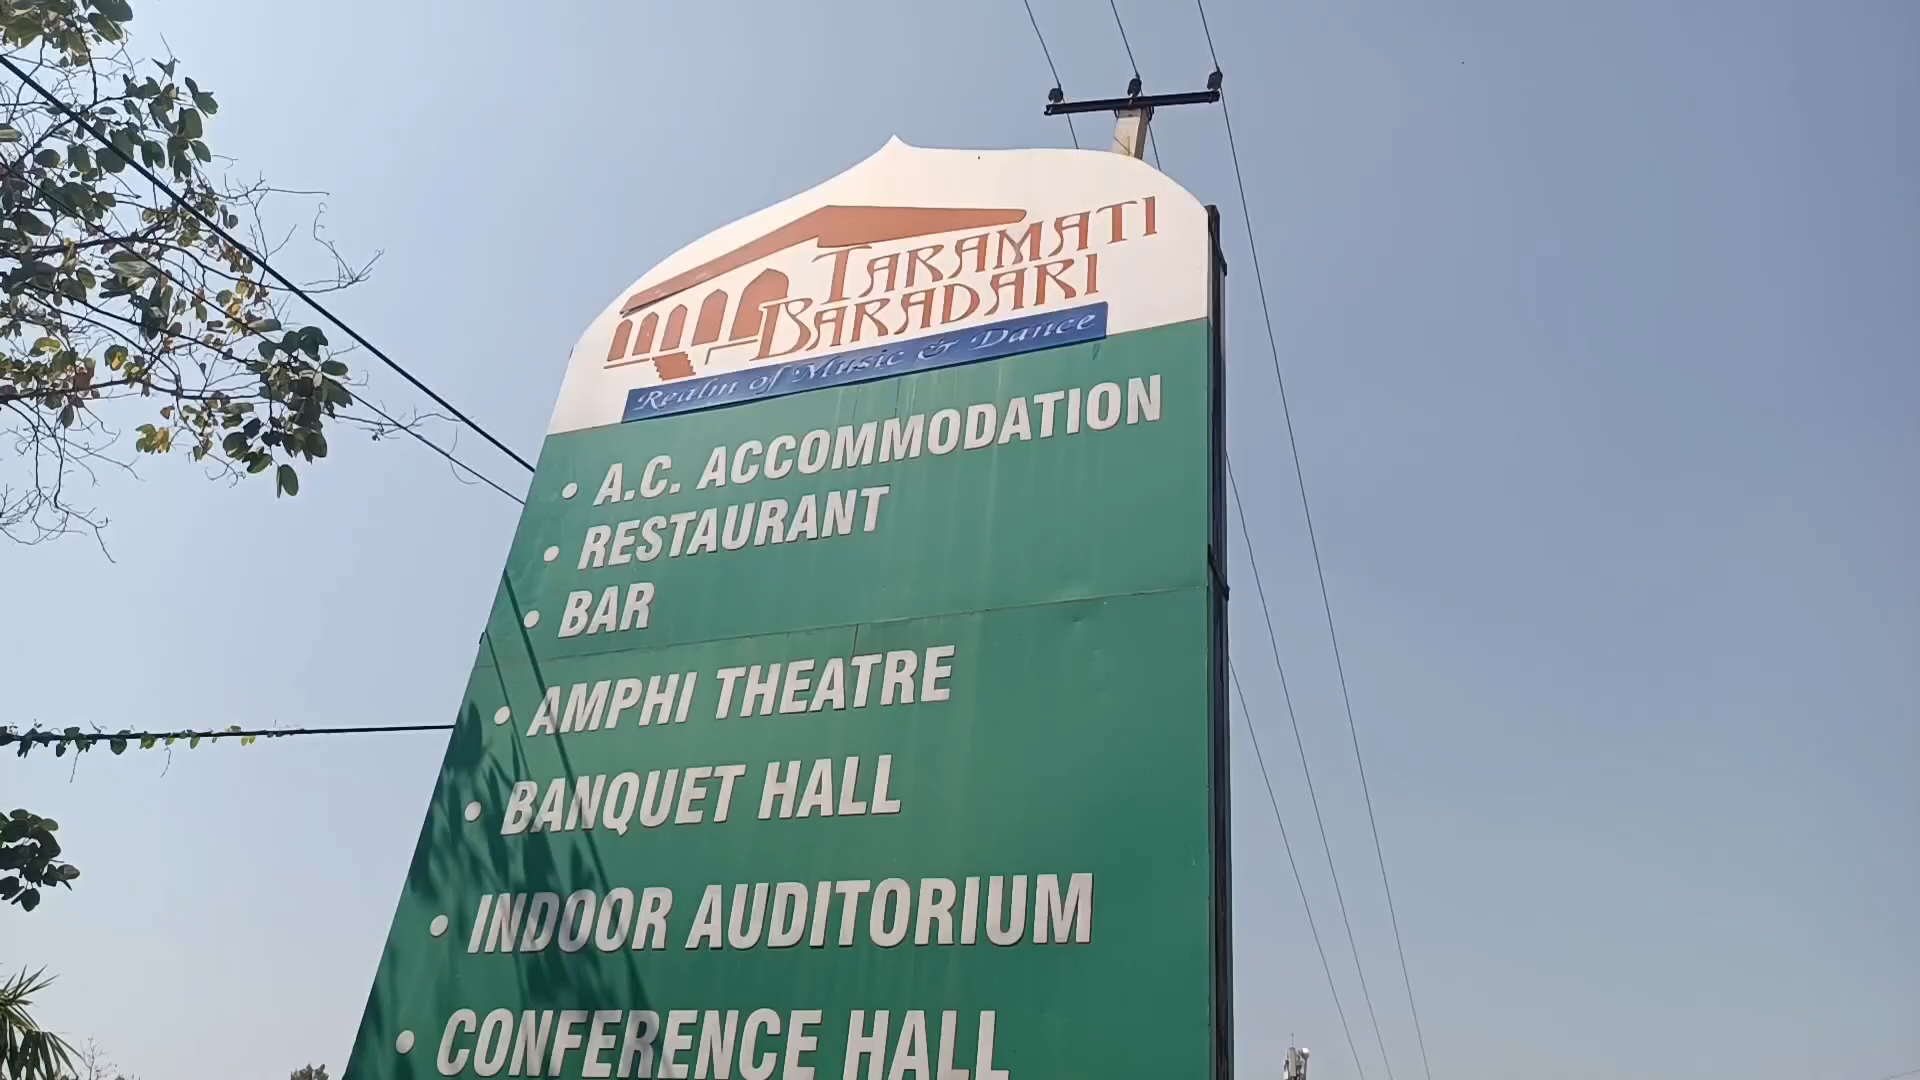 TARAMATI
BARADARI
Realm of Music & Dance
• A.C. ACCOMMODATION
• RESTAURANT
• BAR
• AMPHI THEATRE
• BANQUET HALL
• INDOOR AUDITORIUM
• CONFERENCE HALL